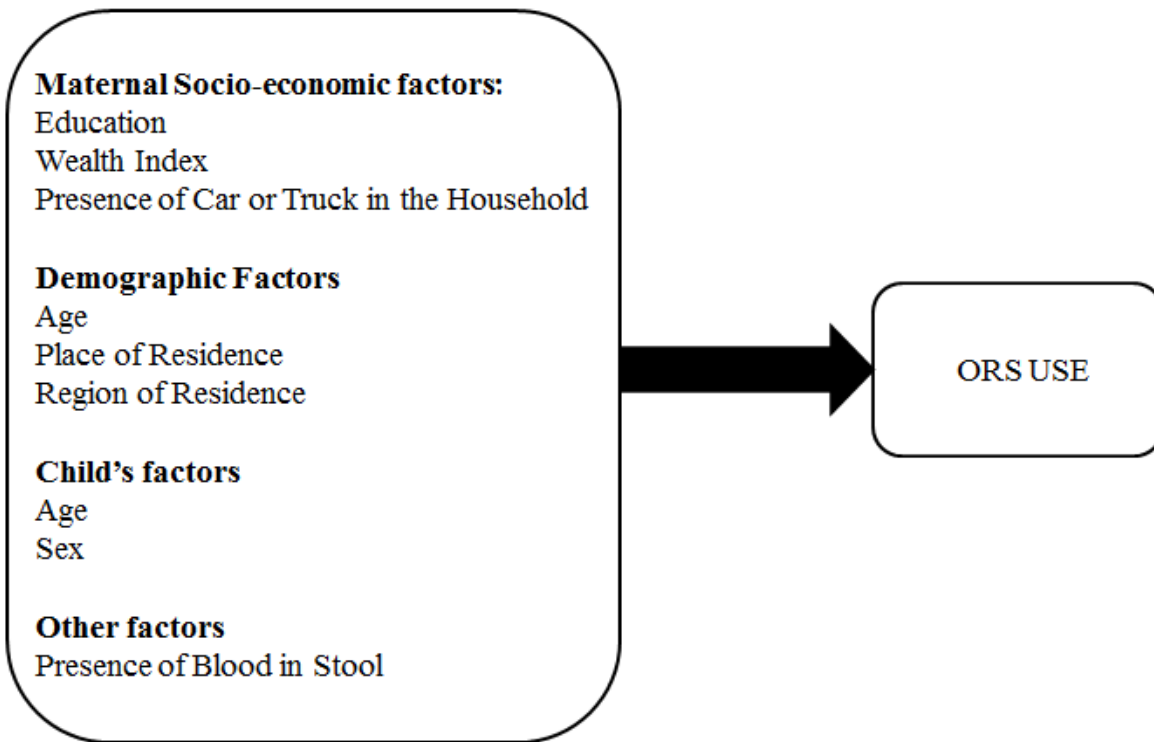 Maternal Socio-economic factors:
Education
Wealth Index
Presence of Car or Truck in the Household
Demographic Factors
Age
Place of Residence
Region of Residence
Child’s factors
Age
Sex
Other factors
Presence of Blood in Stool
ORS USE